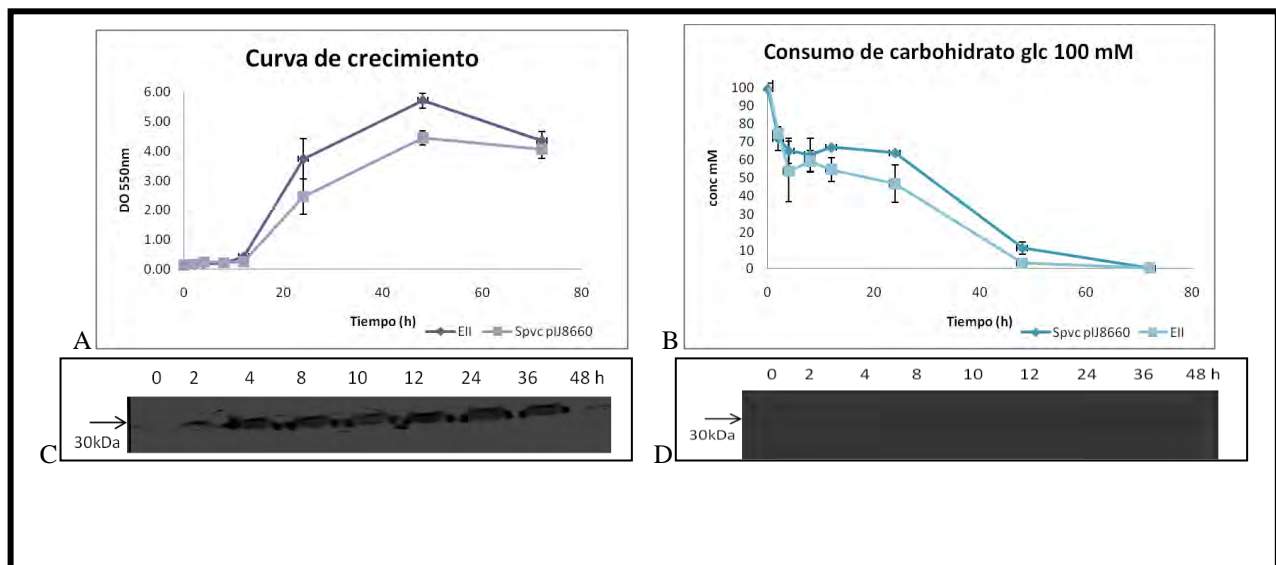 Curva de crecimiento
6.00
5.00
4.00
3.00
2.00
1.00
0.00
DO 550nm
0 20 40 60 80
Tiempo (h)
EII Spvc pIJ8660
A
Consumo de carbohidrato glc 100 mM
100
90
80
70
60
50
40
30
20
10
0
conc mM
0 20 40 60 80
Tiempo (h)
Spvc pIJ8660 EII
B
0 2 4 8 10 12 24 36 48 h
30kDa
C
0 2 4 8 10 12 24 36 48 h
30kDa
D